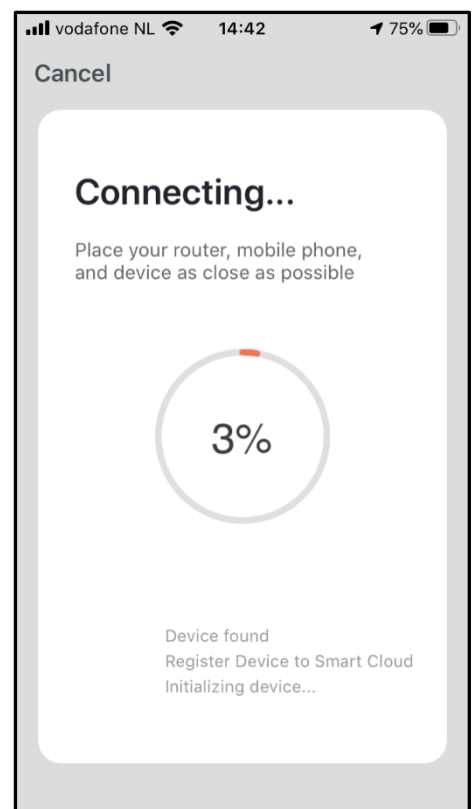 vodafone NL 14:42 75%
Cancel
Connecting...
Place your router, mobile phone,
and device as close as possible
3%
Device found
Register Device to Smart Cloud
Initializing device...